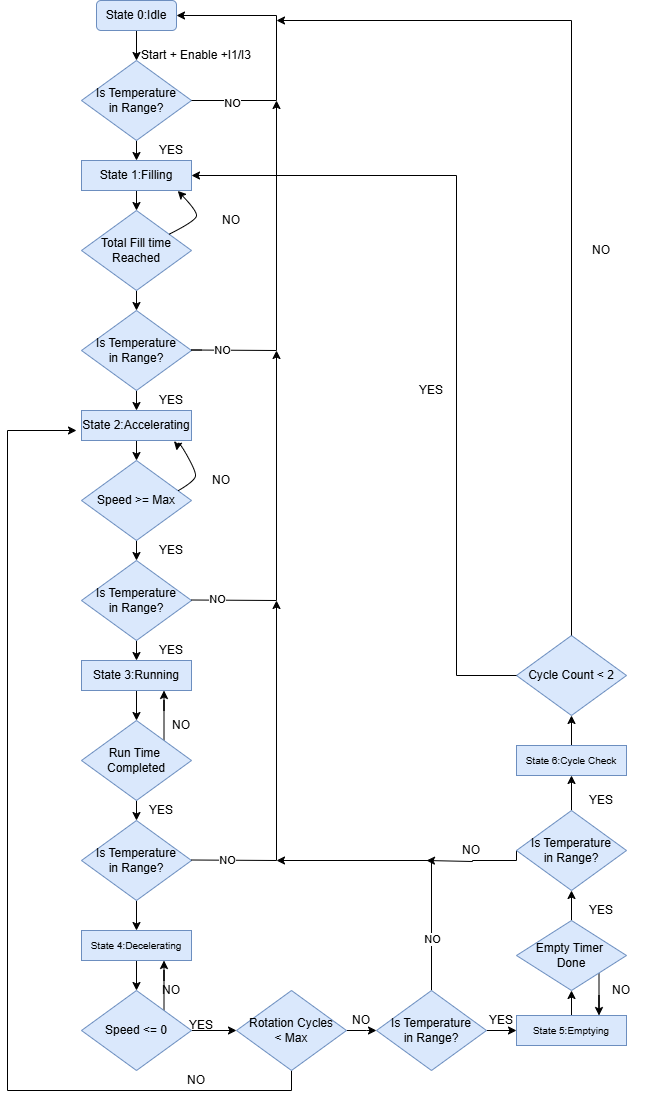 State 0:Idle
Start + Enable +I1/I3
Is Temperature
in Range?
NO
YES
State 1:Filling
NO
Total Fill time
Reached
NO
Is Temperature
in Range?
NO
YES
YES
State 2:Accelerating
NO
Speed >= Max
YES
Is Temperature
in Range?
NO
YES
State 3:Running
Cycle Count < 2
NO
Run Time
Completed
State 6:Cycle Check
YES
YES
Is Temperature
in Range?
NO
NO
Is Temperature
in Range?
YES
State 4:Decelerating
NO
Empty Timer
Done
NO
NO
Speed <= 0
YES
Rotation Cycles
< Max
NO
Is Temperature
in Range?
YES
State 5:Emptying
NO